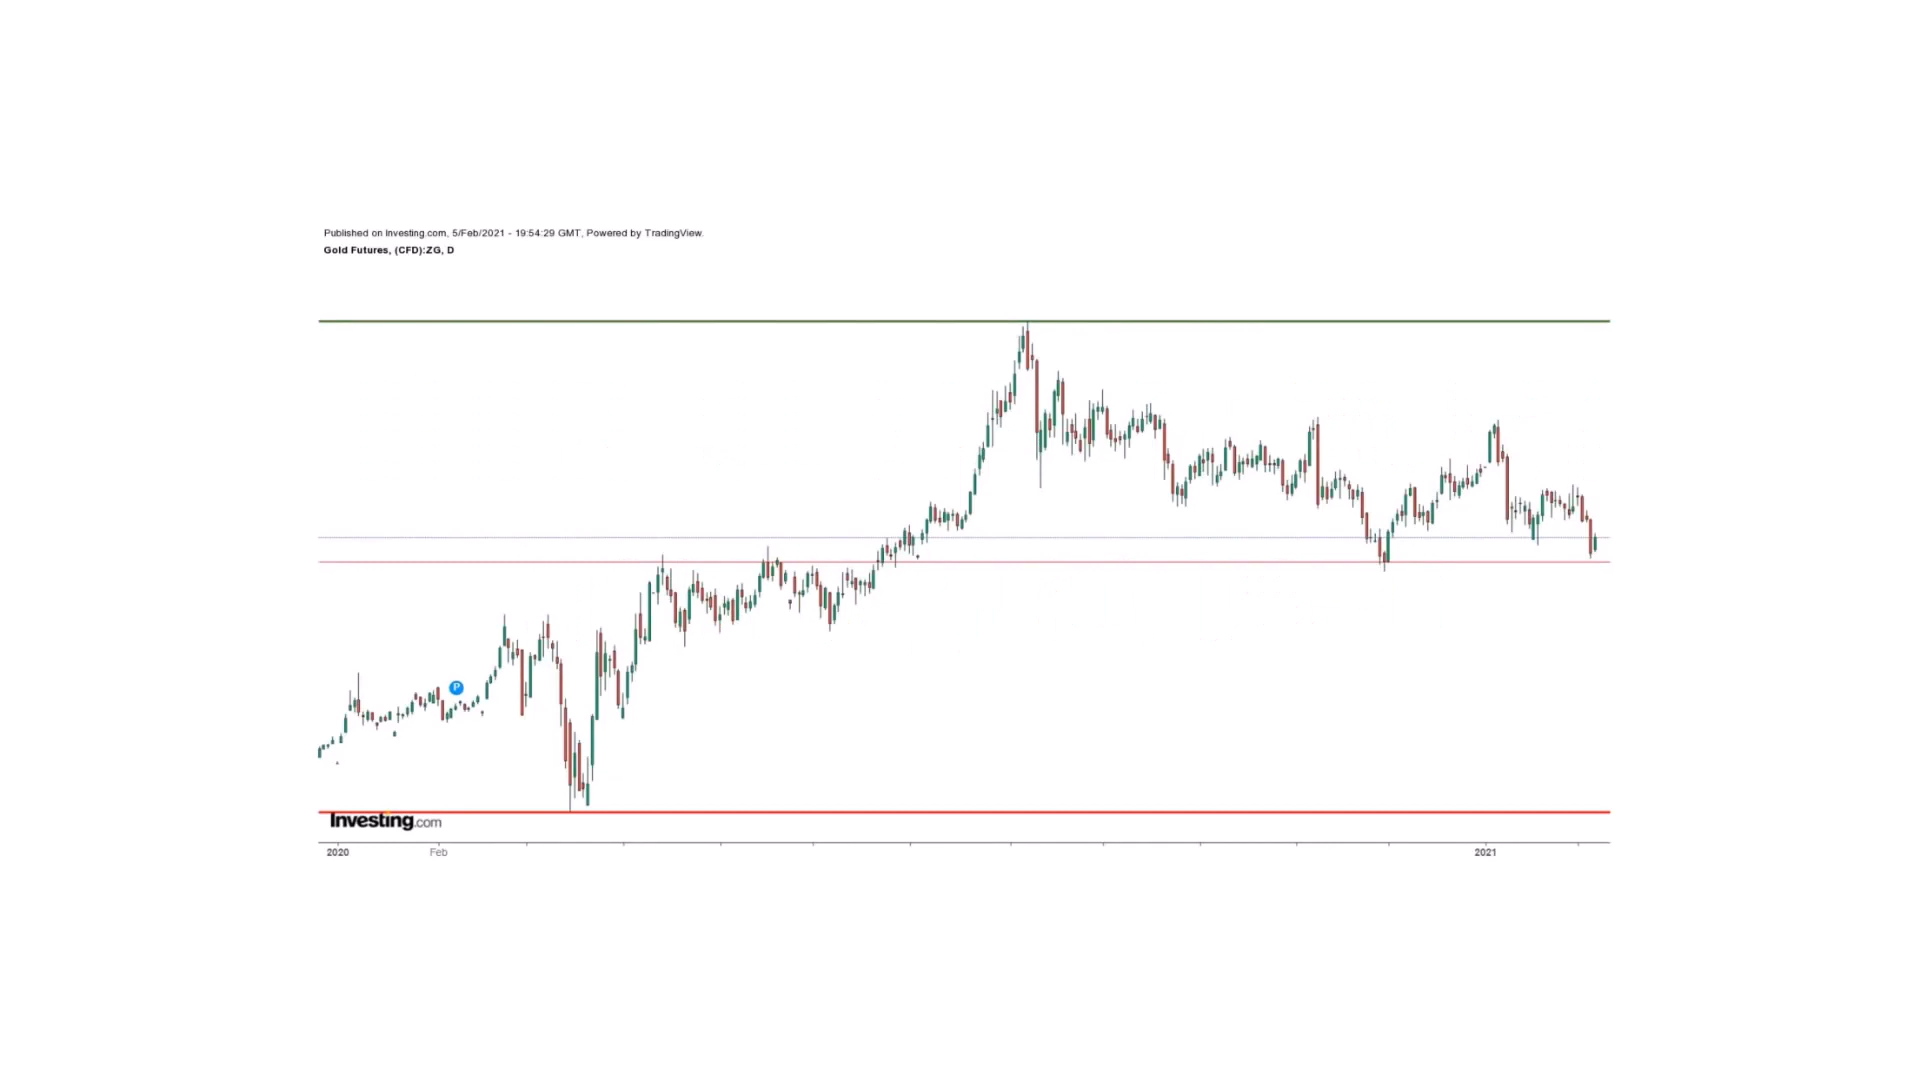 Published on Investing.com, 5/Feb/2021 - 19:54:29 GMT, Powered by TradingView.
Gold Futures, (CFD):ZG, D
P
Investing.com
2020 Feb 2021